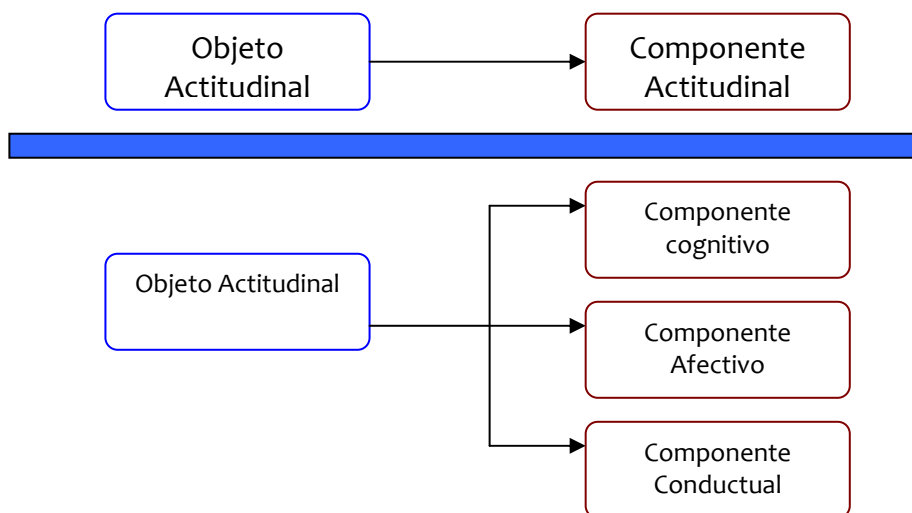 Objeto
Actitudinal
Componente
Actitudinal
Objeto Actitudinal
Componente
cognitivo
Componente
Afectivo
Componente
Conductual